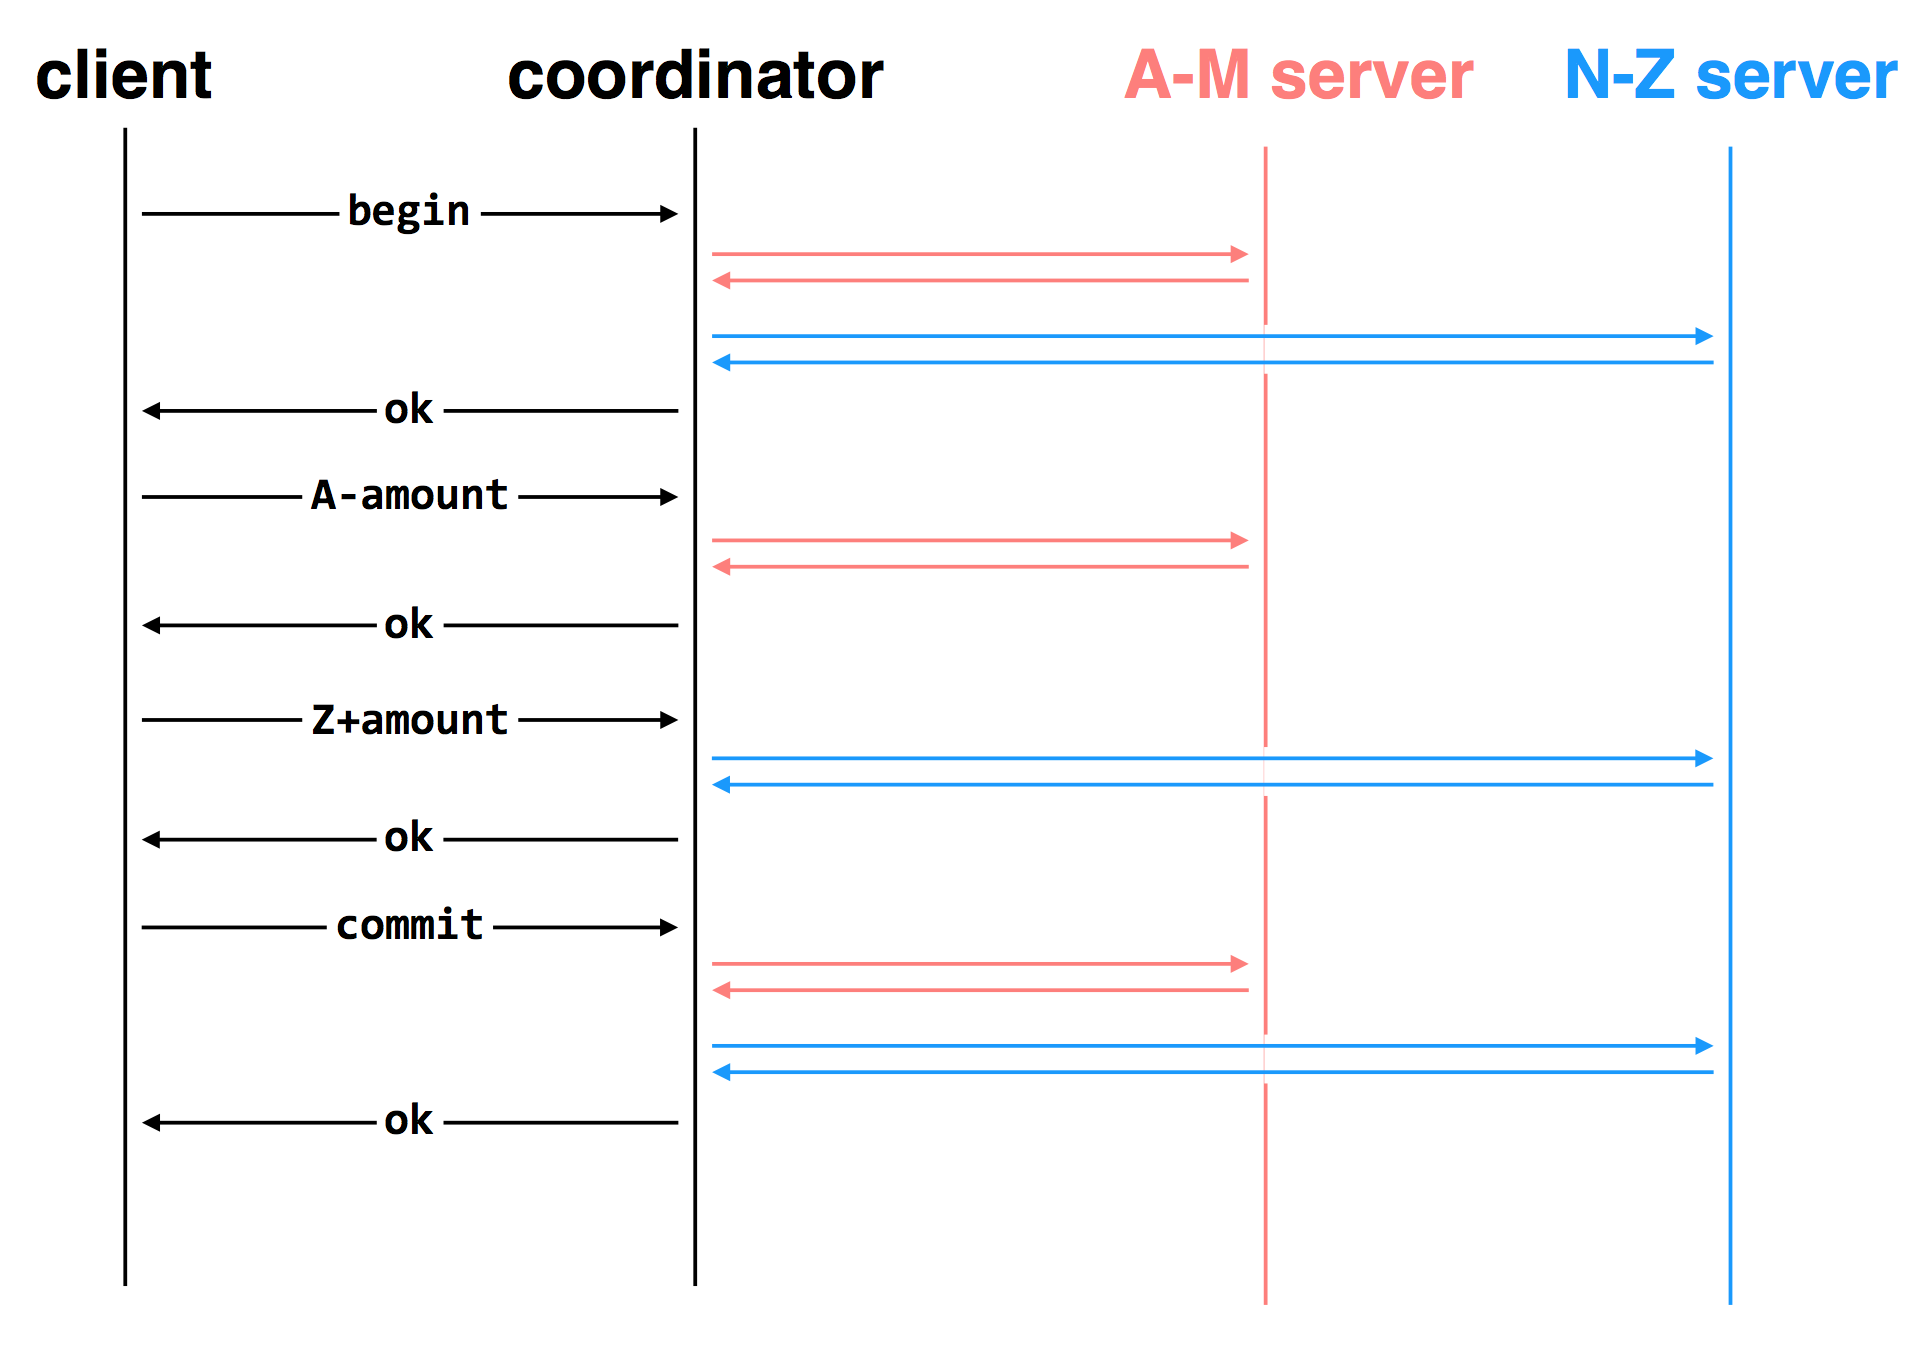 client coordinator A-M server N-Z server
begin
ok
A-amount
ok
Z+amount
ok
commit
ok